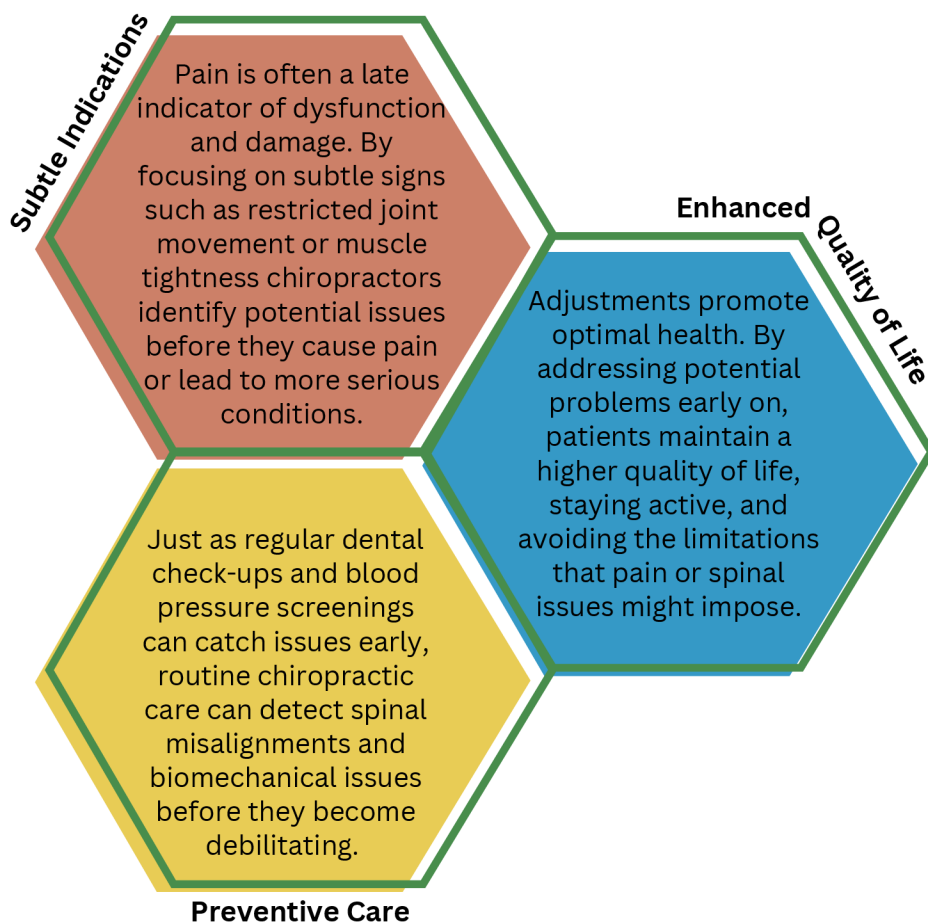 Subtle Indications
Pain is often a late
indicator of dysfunction
and damage. By
focusing on subtle signs
such as restricted joint
movement or muscle
tightness chiropractors
identify potential issues
before they cause pain
or lead to more serious
conditions.
Enhanced Quality of Life
Adjustments promote
optimal health. By
addressing potential
problems early on,
patients maintain a
higher quality of life,
staying active, and
avoiding the limitations
that pain or spinal
issues might impose.
Just as regular dental
check-ups and blood
pressure screenings
can catch issues early,
routine chiropractic
care can detect spinal
misalignments and
biomechanical issues
before they become
debilitating.
Preventive Care